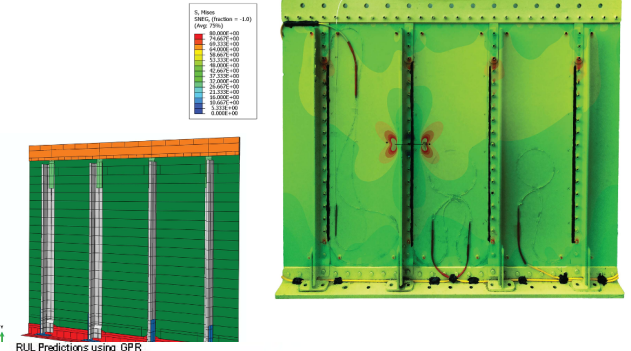 S, Mises
SNEG, (fraction = -1.0)
(Avg: 75%)
80.000E+00
74.667E+00
69.333E+00
64.000E+00
58.667E+00
53.333E+00
48.000E+00
42.667E+00
37.333E+00
32.000E+00
26.667E+00
21.333E+00
16.000E+00
10.667E+00
5.333E+00
0.000E+00
RUL Predictions using GPR